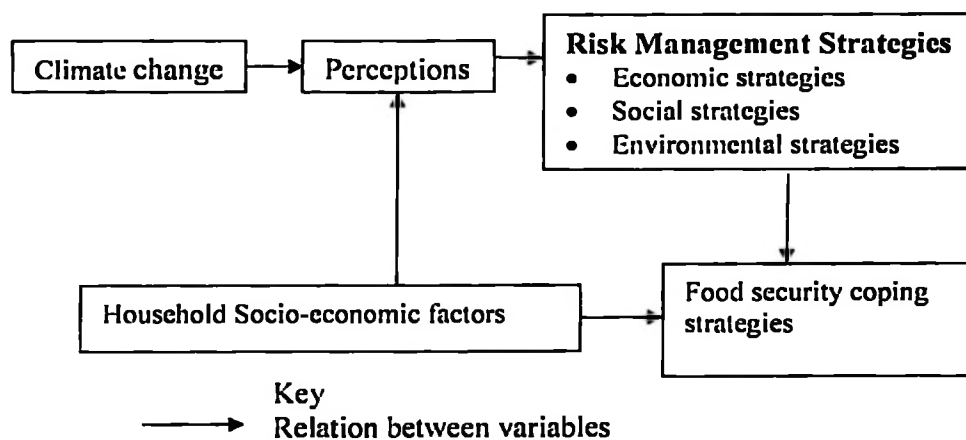 Climate change
Perceptions
Risk Management Strategies
• Economic strategies
• Social strategies
• Environmental strategies
Household Socio-economic factors
Food security coping
strategies
Key
Relation between variables